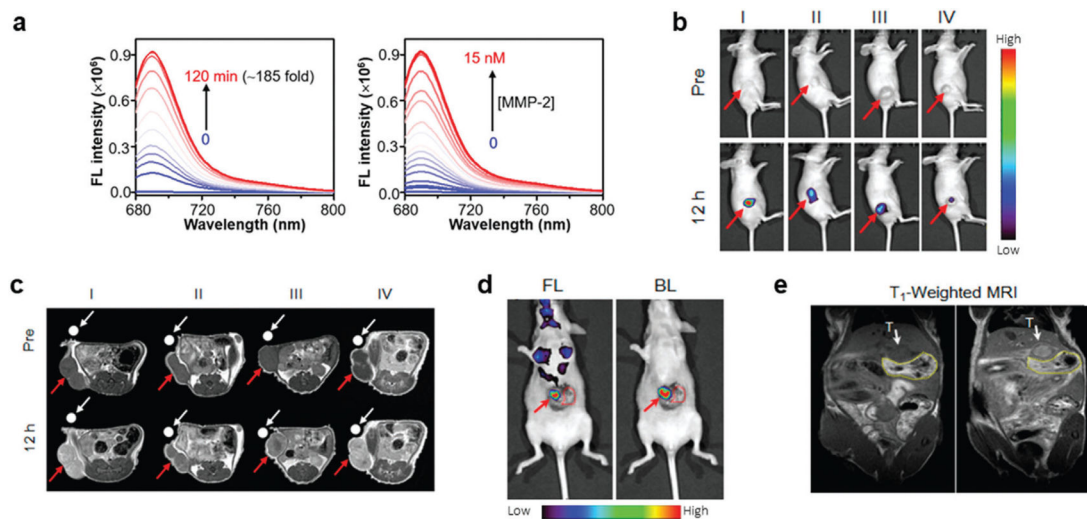 a
FL intensity (×10⁶)
0.9
0.6
0.3
0.0
120 min (~185 fold)
0
680 720 760 800
Wavelength (nm)
FL intensity (×10⁶)
0.9
0.6
0.3
0.0
15 nM
[MMP-2]
0
680 720 760 800
Wavelength (nm)
b
I II III IV
Pre
12 h
High
Low
c
I II III IV
Pre
12 h
d
FL BL
Low High
e
T₁-Weighted MRI
T T